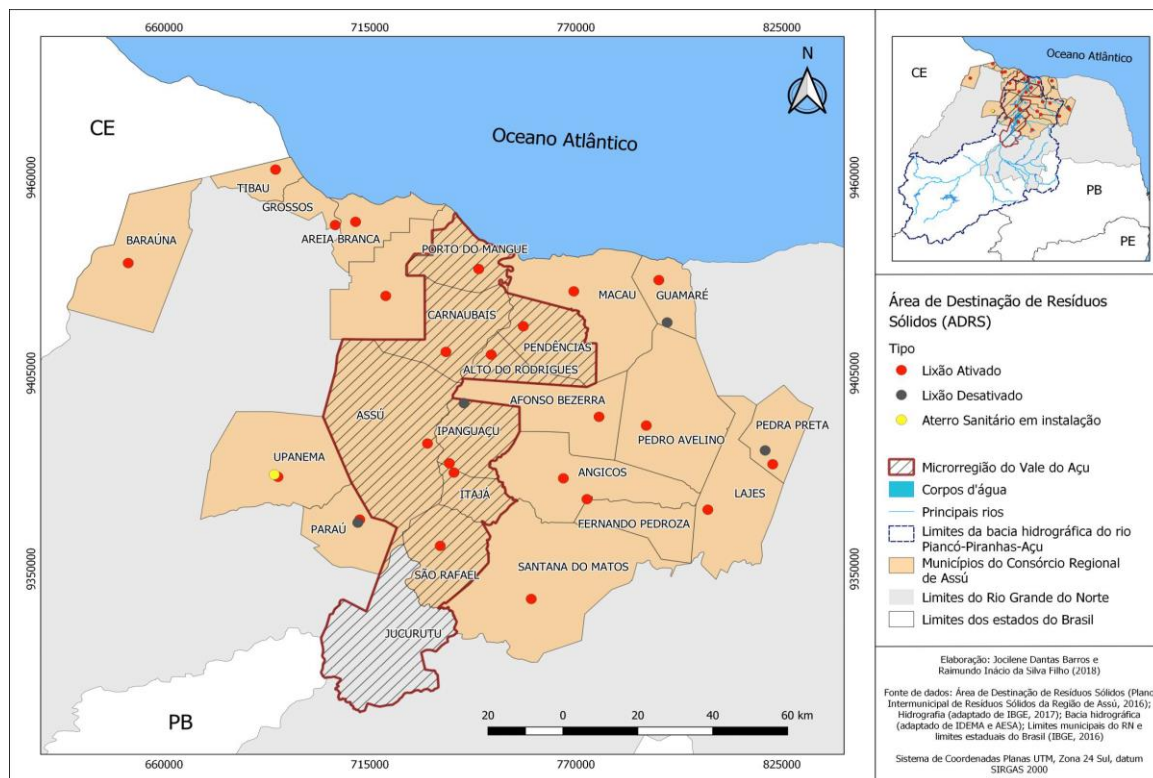 660000 715000 770000 825000
N
CE
Oceano Atlântico
9460000 9460000
TIBAU
GROSSOS
BARAÚNA
AREIA BRANCA
PORTO DO MANGUE
MACAU
GUAMARÉ
CARNAUBAIS
PENDÊNCIAS
ALTO DO RODRIGUES
9405000 9405000
ASSÚ
AFONSO BEZERRA
IPANGUAÇU
PEDRO AVELINO
PEDRA PRETA
UPANEMA
ANGICOS
ITAJÁ
LAJES
PARAÚ
FERNANDO PEDROZA
9350000 9350000
SÃO RAFAEL
SANTANA DO MATOS
JUCURUTU
PB
20 0 20 40 60 km
660000 715000 770000 825000
Oceano Atlântico
CE
PB
PE
Área de Destinação de Resíduos
Sólidos (ADRS)
Tipo
Lixão Ativado
Lixão Desativado
Aterro Sanitário em instalação
Microrregião do Vale do Açu
Corpos d'água
Principais rios
Limites da bacia hidrográfica do rio
Piancó-Piranhas-Açu
Municípios do Consórcio Regional
de Assú
Limites do Rio Grande do Norte
Limites dos estados do Brasil
Elaboração: Jocilene Dantas Barros e
Raimundo Inácio da Silva Filho (2018)
Fonte de dados: Área de Destinação de Resíduos Sólidos (Plano
Intermunicipal de Resíduos Sólidos da Região de Assú, 2016);
Hidrografia (adaptado de IBGE, 2017); Bacia hidrográfica
(adaptado de IDEMA e AESA); Limites municipais do RN e
limites estaduais do Brasil (IBGE, 2016)
Sistema de Coordenadas Planas UTM, Zona 24 Sul, datum
SIRGAS 2000